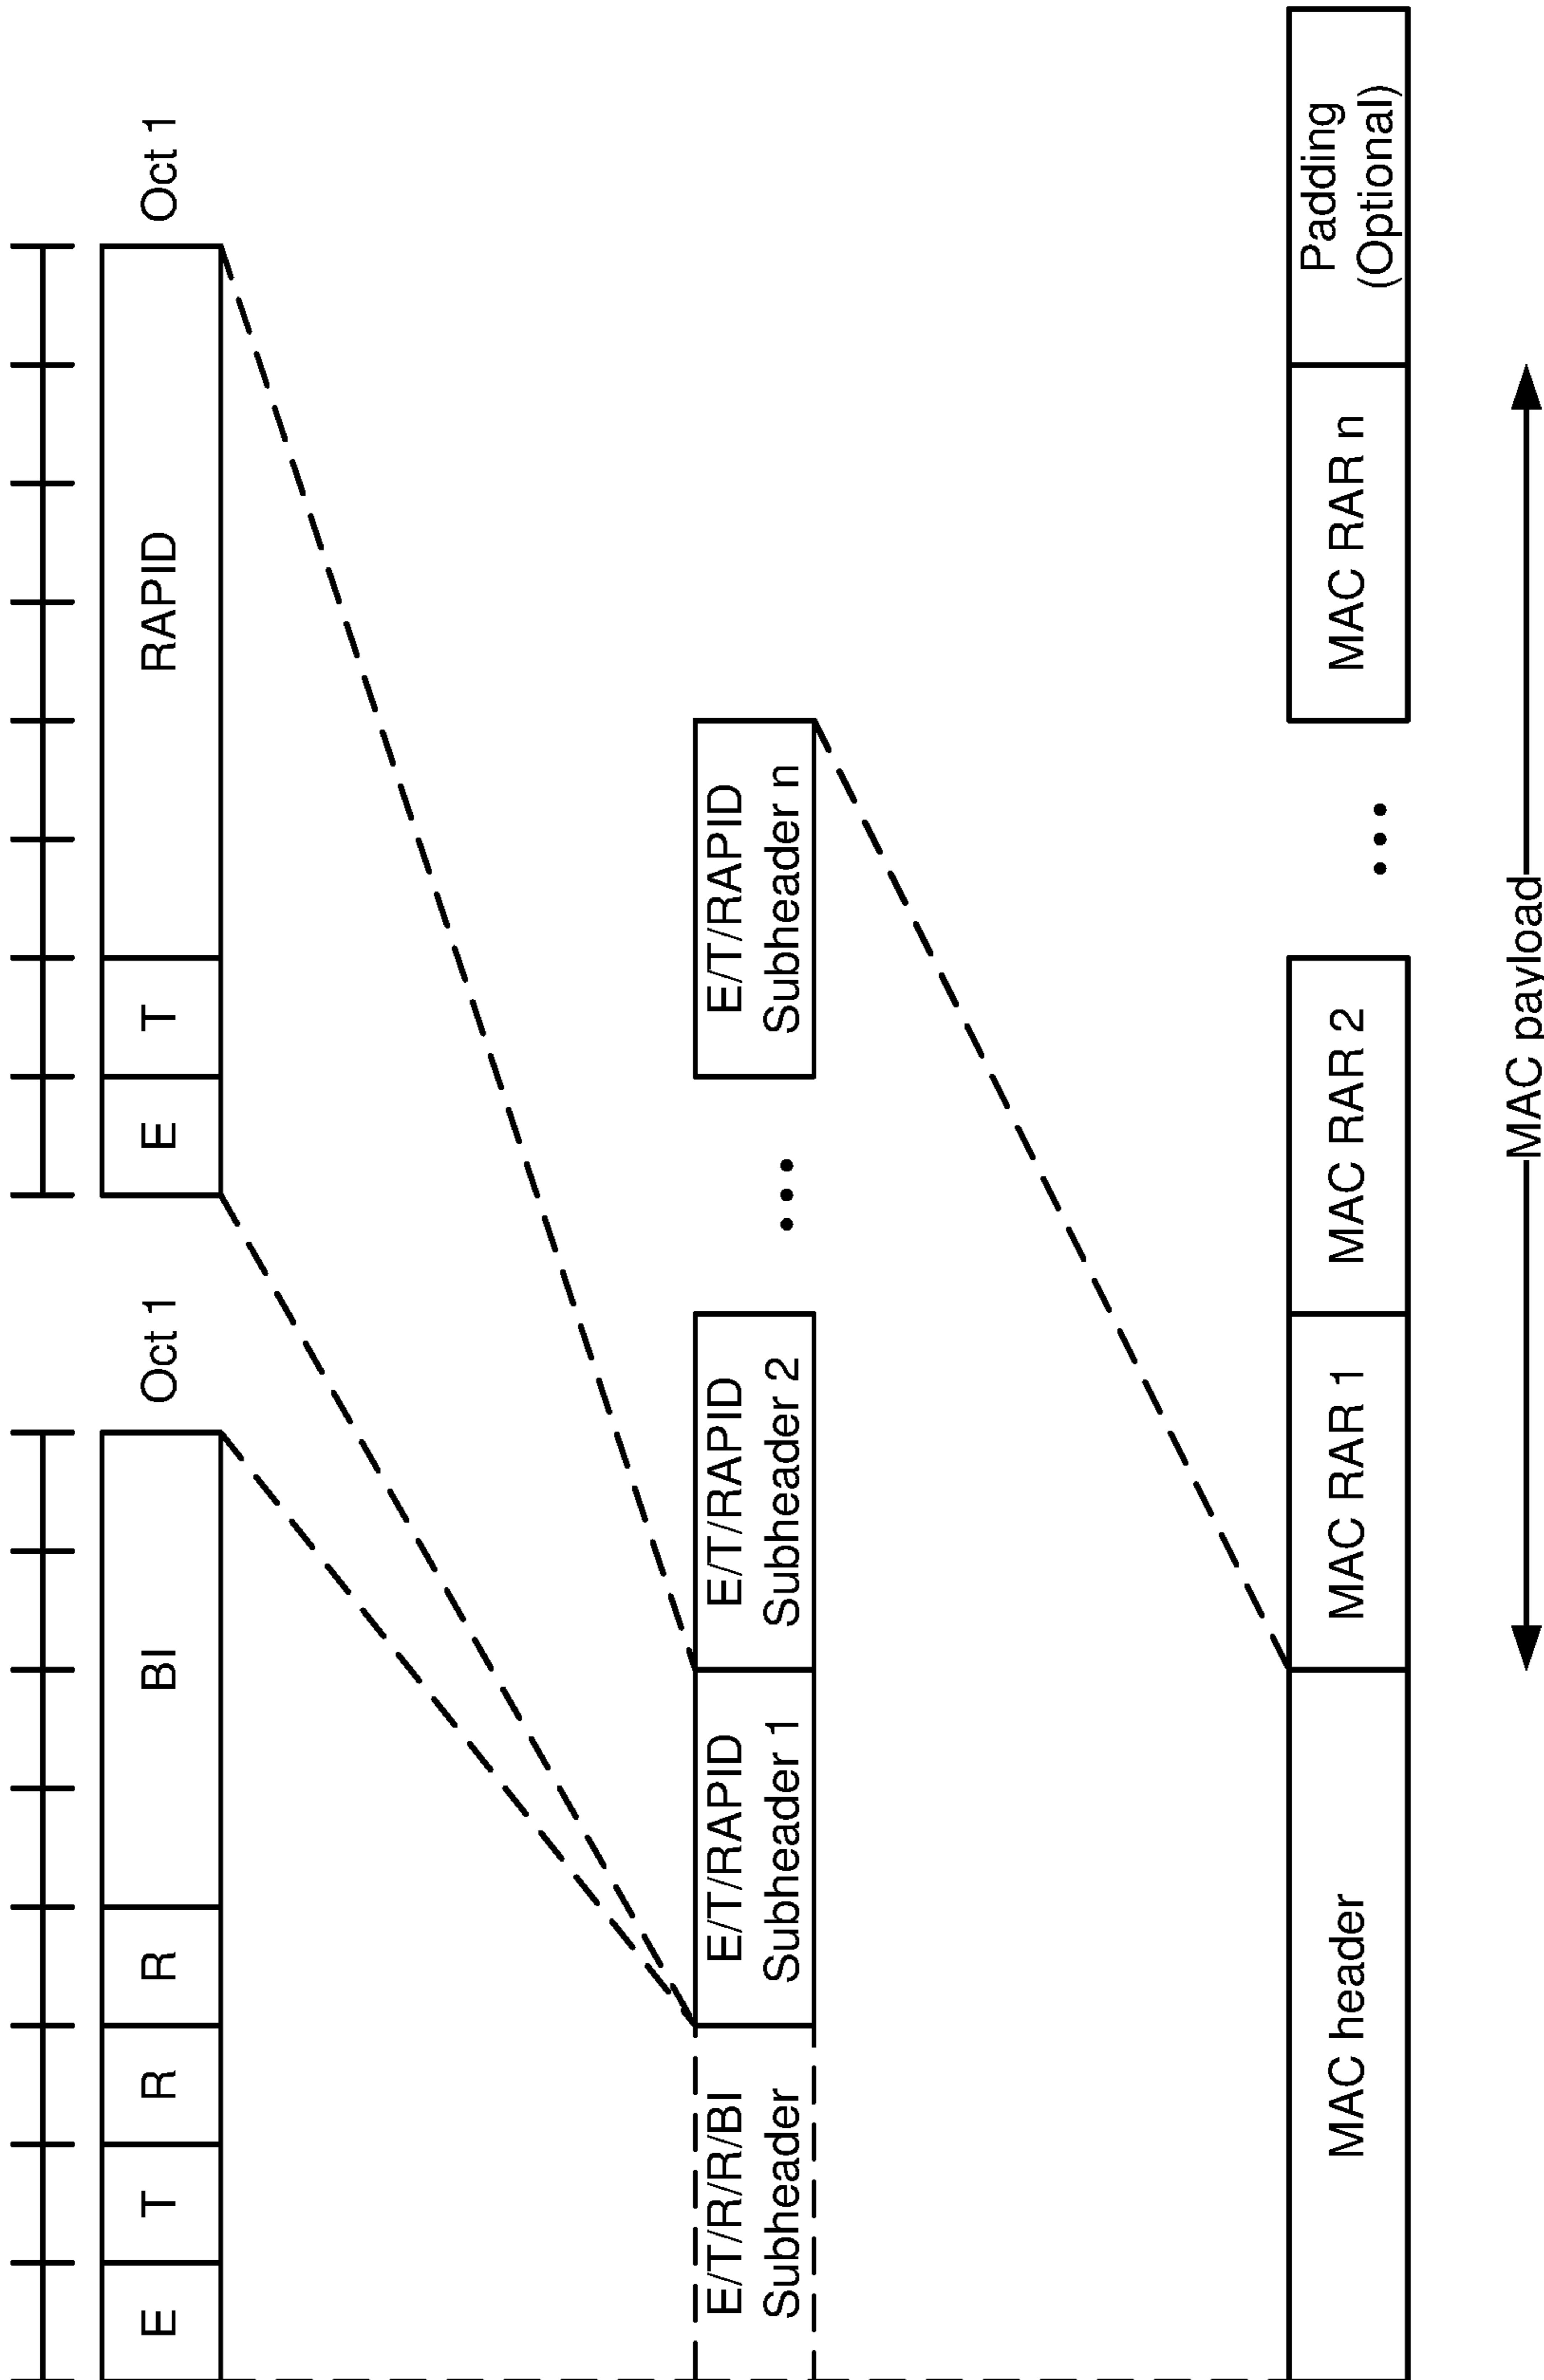 E
T
R
R
BI
Oct 1
E
T
RAPID
Oct 1
E/T/R/R/BI
Subheader
E/T/RAPID
Subheader 1
E/T/RAPID
Subheader 2
...
E/T/RAPID
Subheader n
MAC header
MAC RAR 1
MAC RAR 2
...
MAC RAR n
Padding
(Optional)
MAC payload